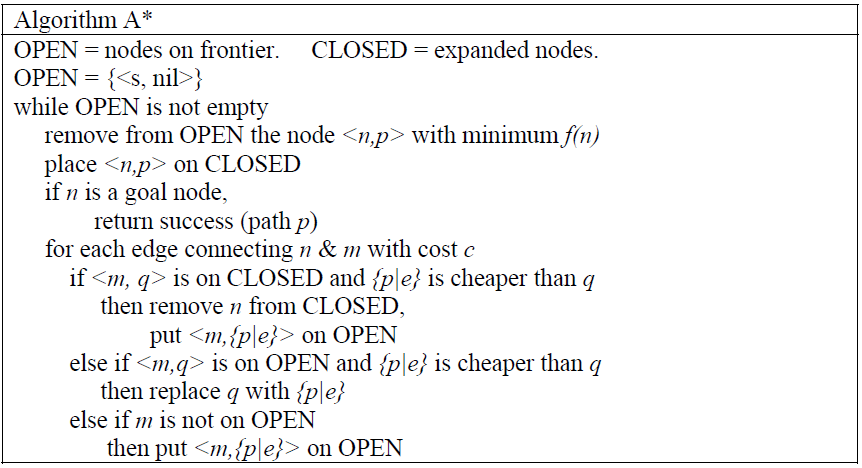 Algorithm A*
OPEN = nodes on frontier. CLOSED = expanded nodes.
OPEN = {<s, nil>}
while OPEN is not empty
remove from OPEN the node <n,p> with minimum f(n)
place <n,p> on CLOSED
if n is a goal node,
return success (path p)
for each edge connecting n & m with cost c
if <m, q> is on CLOSED and {p|e} is cheaper than q
then remove n from CLOSED,
put <m,{p|e}> on OPEN
else if <m,q> is on OPEN and {p|e} is cheaper than q
then replace q with {p|e}
else if m is not on OPEN
then put <m,{p|e}> on OPEN